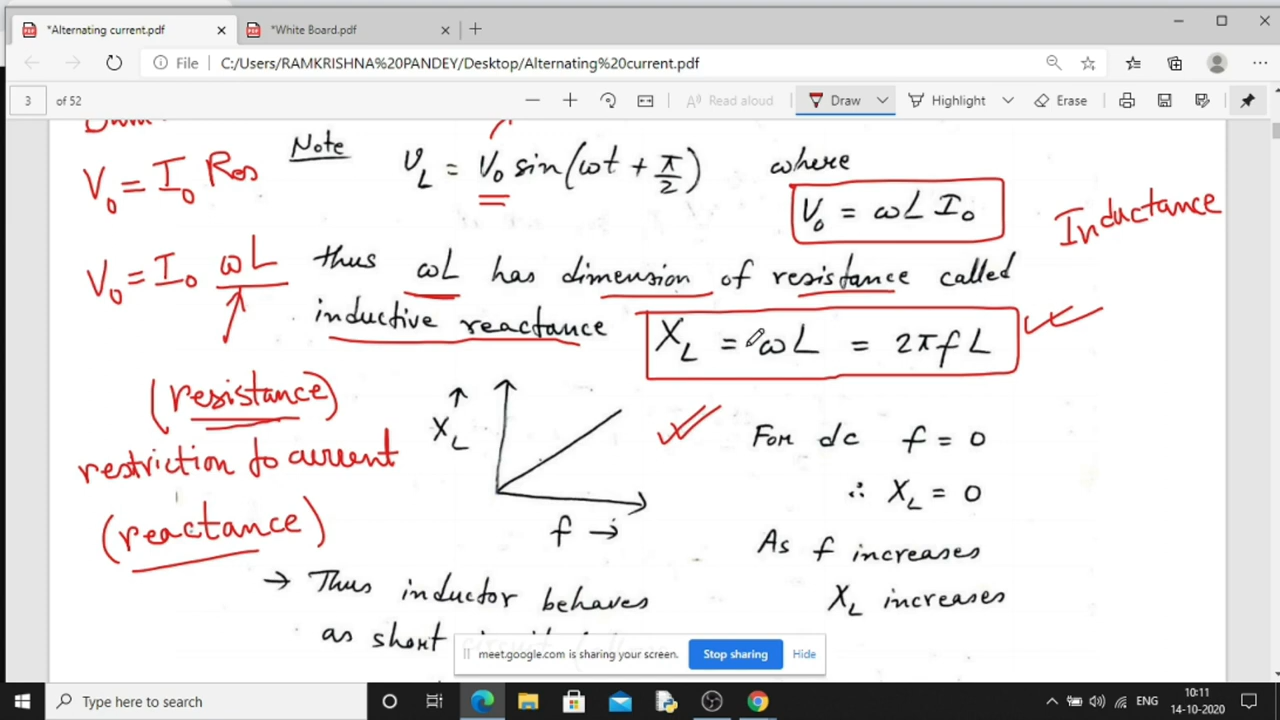 *Alternating current.pdf
*White Board.pdf
File C:/Users/RAMKRISHNA%20PANDEY/Desktop/Alternating%20current.pdf
3 of 52
Read aloud Draw Highlight Erase
V₀ = I₀ Res
Note
v_L = V₀ sin(ωt + π/2) where
V₀ = ωL I₀
Inductance
V₀ = I₀ ωL
thus ωL has dimension of resistance called
inductive reactance X_L = ωL = 2πfL
(resistance)
restriction to current
(reactance)
X_L
f →
For dc f = 0
∴ X_L = 0
As f increases
X_L increases
→ Thus inductor behaves
as short
meet.google.com is sharing your screen. Stop sharing Hide
Type here to search
ENG
10:11
14-10-2020